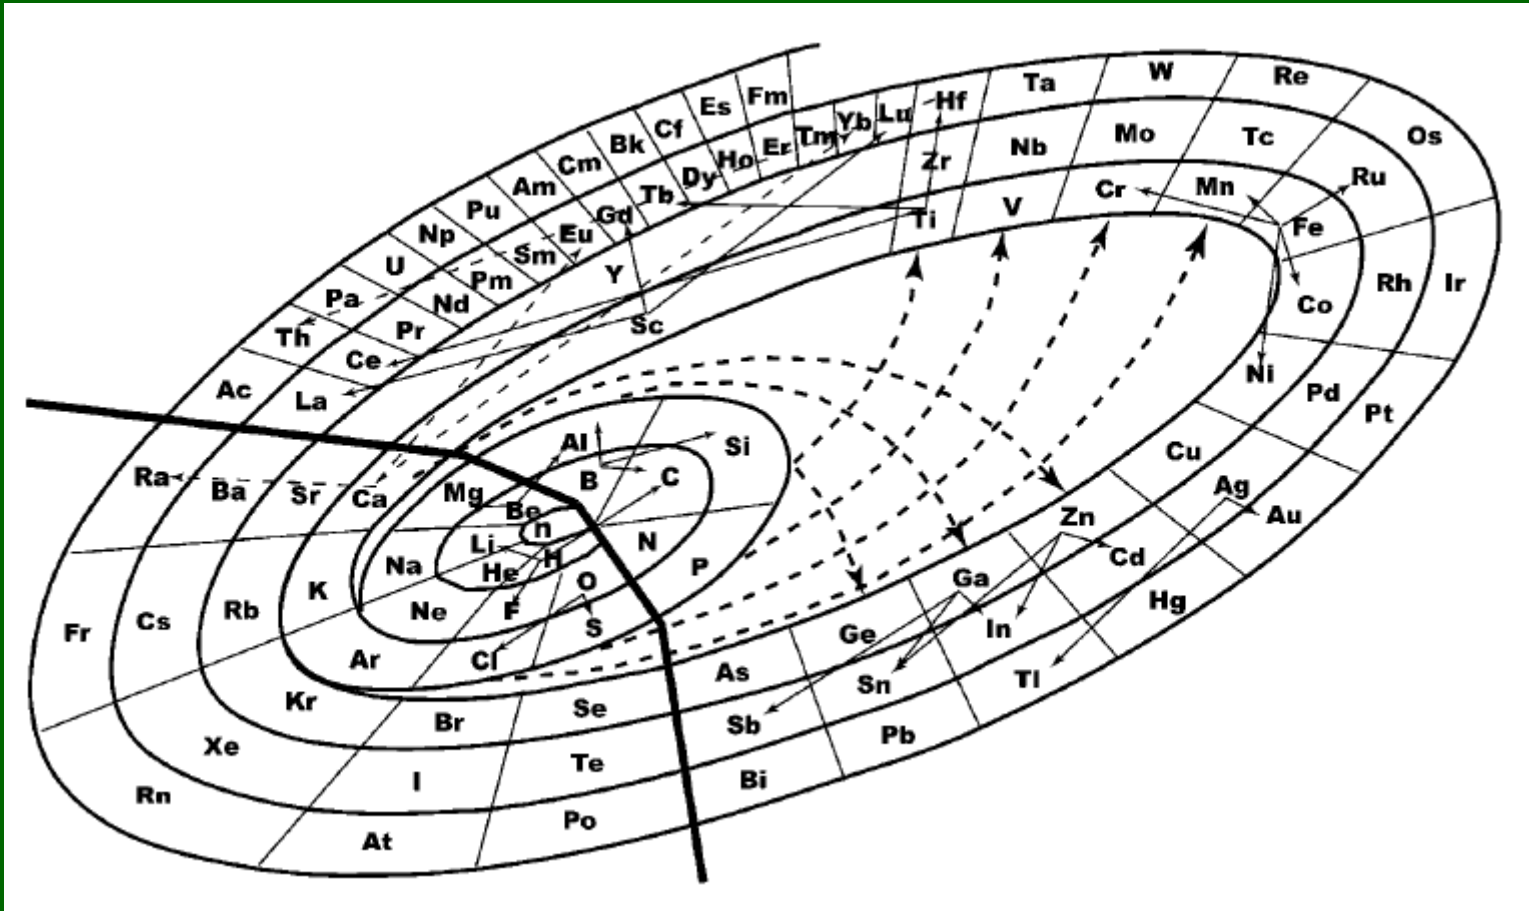 W
Re
Ta
Fm
Es
Hf
Lu
Yb
Cf
Tm
Mo
Tc
Os
Bk
Er
Nb
Cm
Ho
Zr
Dy
Ru
Am
Tb
Cr
Mn
Pu
Gd
V
Ti
Fe
Np
Eu
Sm
U
Y
Pm
Rh
Ir
Pa
Nd
Co
Th
Pr
Sc
Ce
Ni
Ac
La
Pd
Pt
Al
Si
Cu
Ra
Ba
Sr
Ca
Mg
B
C
Ag
Be
n
Zn
Au
Li
H
N
Cd
Na
He
O
P
Ga
K
Ne
F
Hg
Fr
Cs
Rb
S
Ge
In
Ar
Cl
As
Sn
Tl
Kr
Br
Se
Sb
Pb
Xe
I
Te
Bi
Rn
Po
At